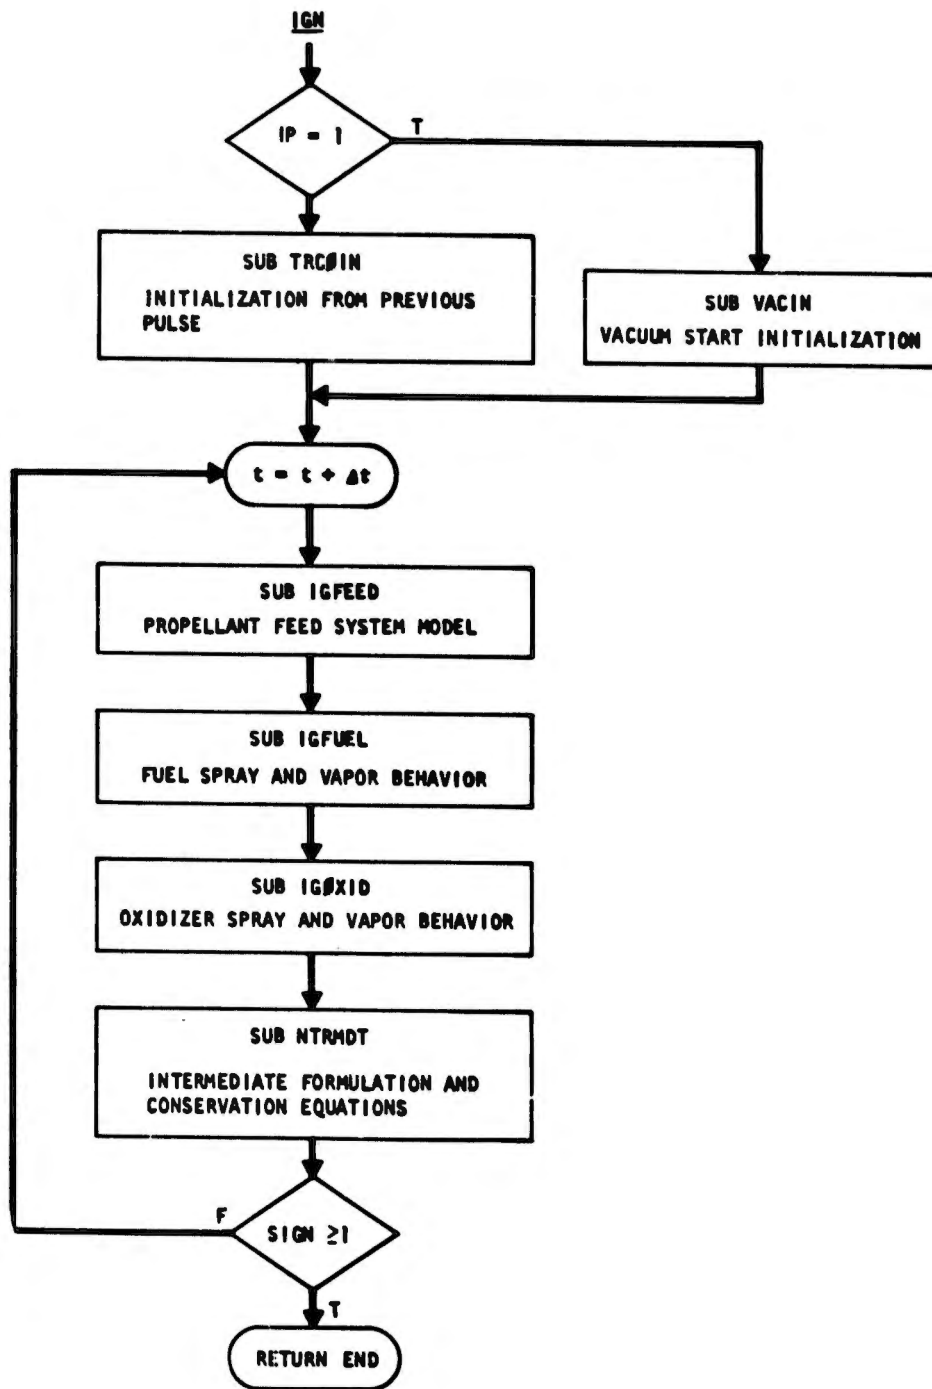 IGN
IP = 1
T
SUB TRCØIN
INITIALIZATION FROM PREVIOUS
PULSE
SUB VACIN
VACUUM START INITIALIZATION
t = t + Δt
SUB IGFEED
PROPELLANT FEED SYSTEM MODEL
SUB IGFUEL
FUEL SPRAY AND VAPOR BEHAVIOR
SUB IGØXID
OXIDIZER SPRAY AND VAPOR BEHAVIOR
SUB NTRMDT
INTERMEDIATE FORMULATION AND
CONSERVATION EQUATIONS
F
SIGN ≥1
T
RETURN END